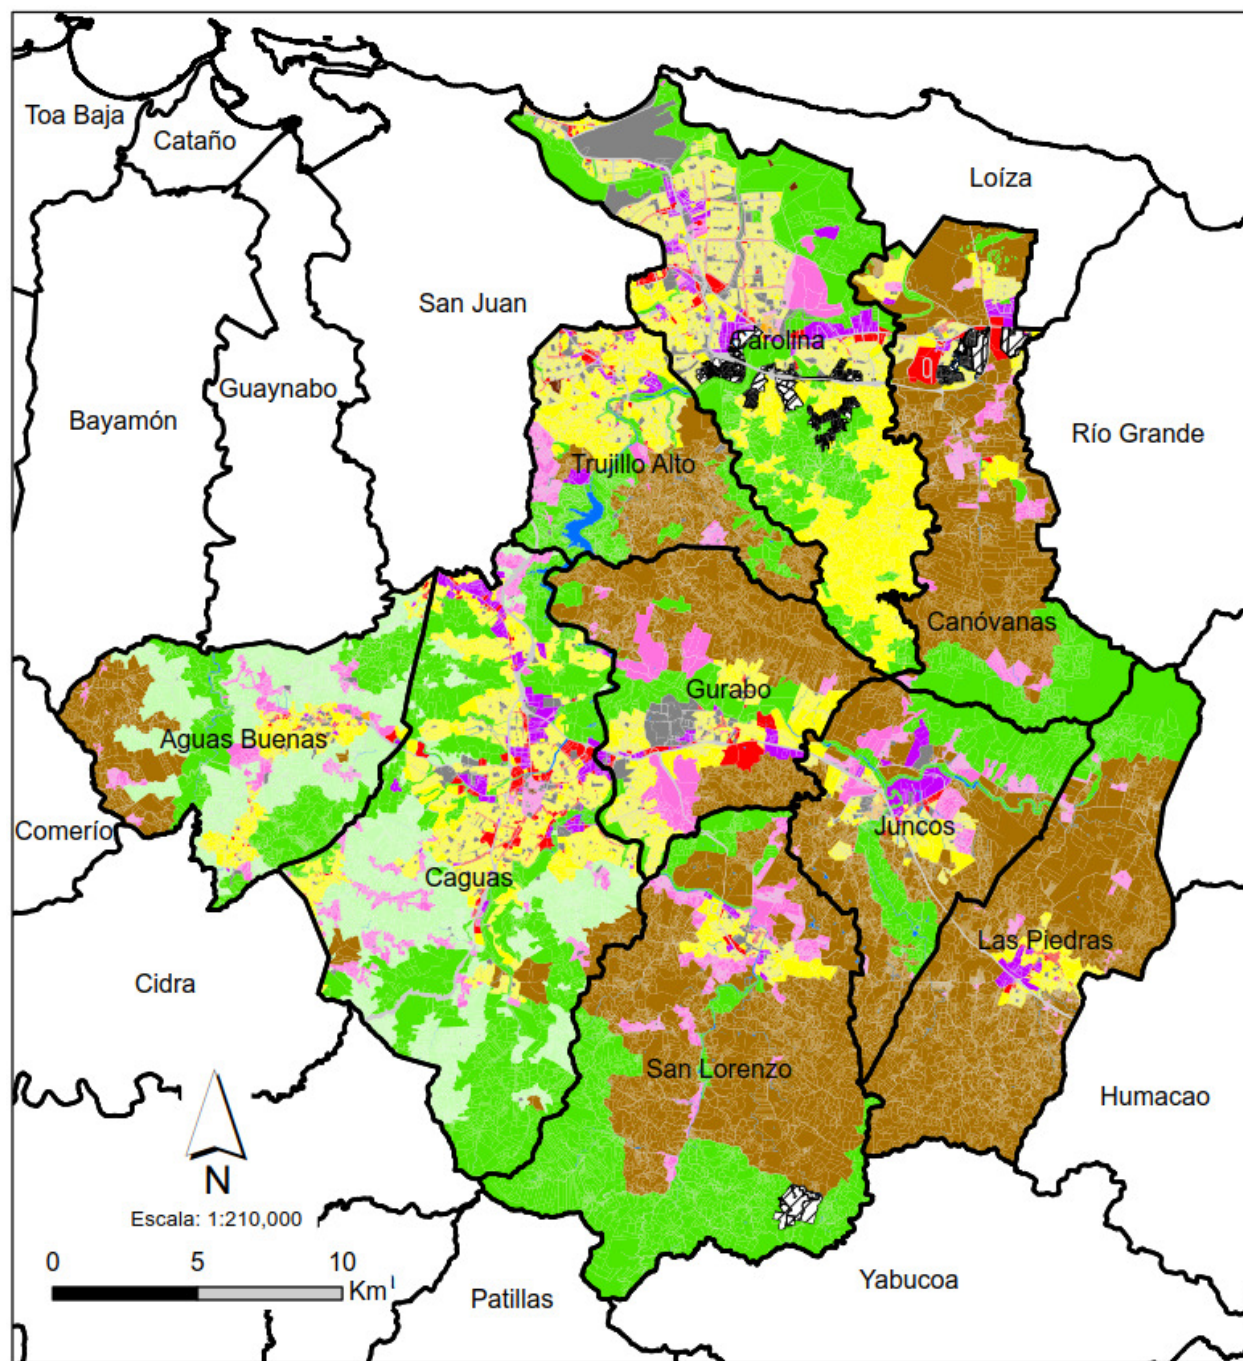 Toa Baja
Cataño
Loíza
San Juan
Carolina
Guaynabo
Bayamón
Río Grande
Trujillo Alto
Canóvanas
Gurabo
Aguas Buenas
Comerío
Juncos
Caguas
Las Piedras
Cidra
San Lorenzo
Humacao
N
Escala: 1:210,000
0 5 10
Km
Yabucoa
Patillas